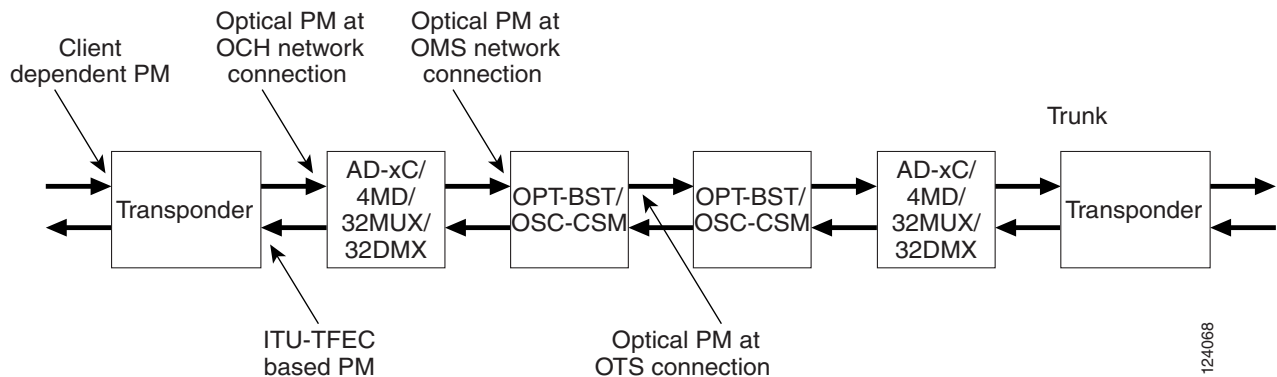 Client
dependent PM
Optical PM at
OCH network
connection
Optical PM at
OMS network
connection
Trunk
Transponder
AD-xC/
4MD/
32MUX/
32DMX
OPT-BST/
OSC-CSM
OPT-BST/
OSC-CSM
AD-xC/
4MD/
32MUX/
32DMX
Transponder
ITU-TFEC
based PM
Optical PM at
OTS connection
124068